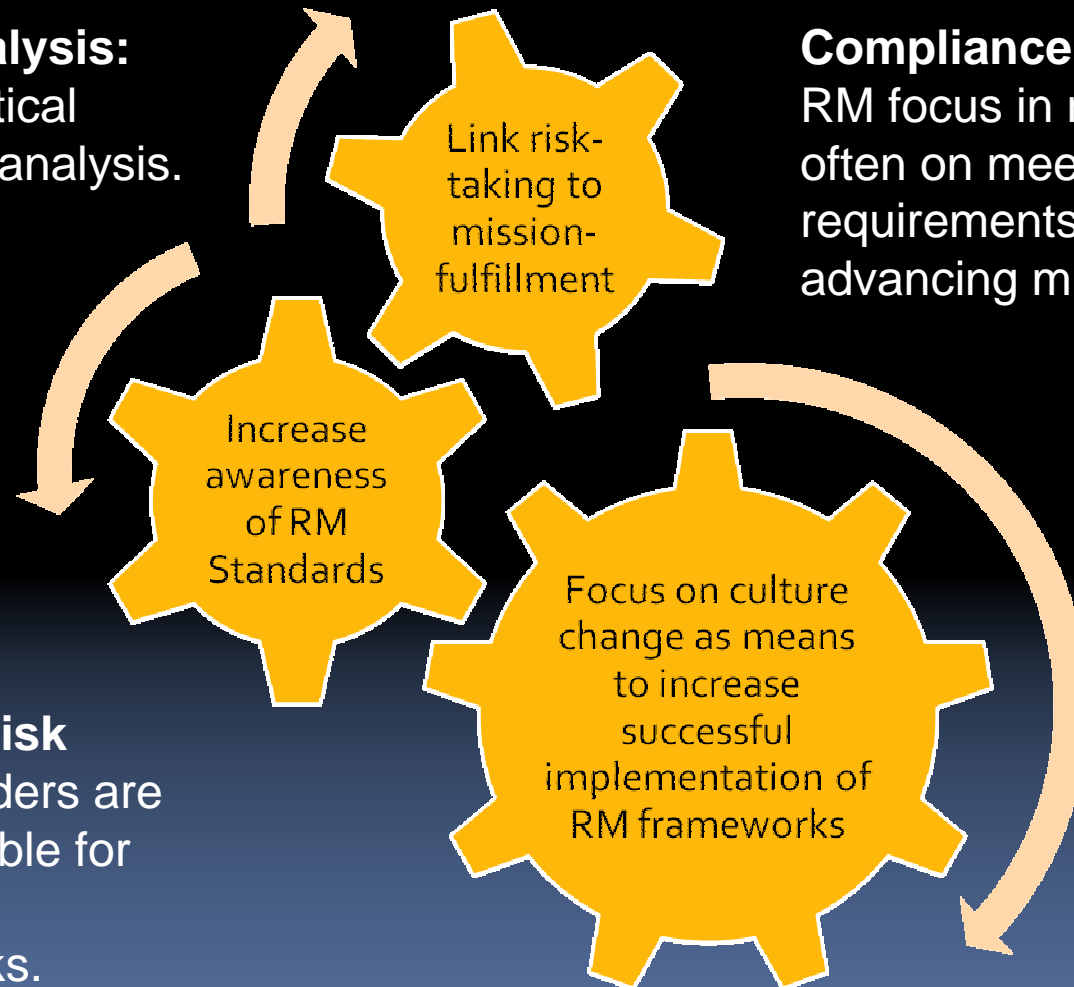 alysis:
tical
analysis.
Link risk-
taking to
mission-
fulfillment
Compliance
RM focus in
often on mee
requirements
advancing m
Increase
awareness
of RM
Standards
Focus on culture
change as means
to increase
successful
implementation of
RM frameworks
isk
ders are
ble for
ks.